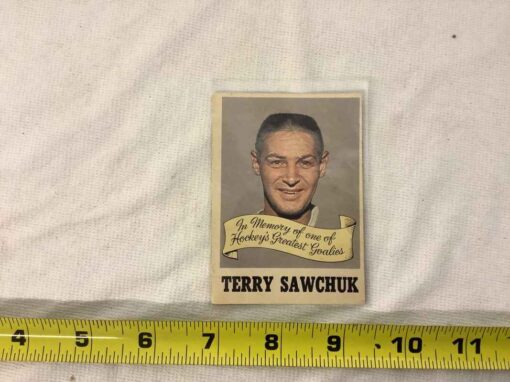 In Memory of one of
Hockey's Greatest Goalies
TERRY SAWCHUK
4 5 6 7 8 9 10 11